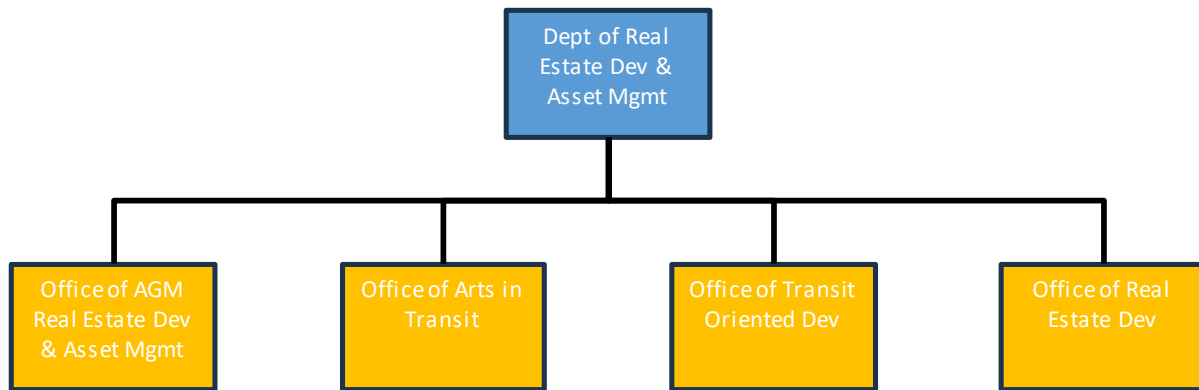 Dept of Real
Estate Dev &
Asset Mgmt
Office of AGM
Real Estate Dev
& Asset Mgmt
Office of Arts in
Transit
Office of Transit
Oriented Dev
Office of Real
Estate Dev